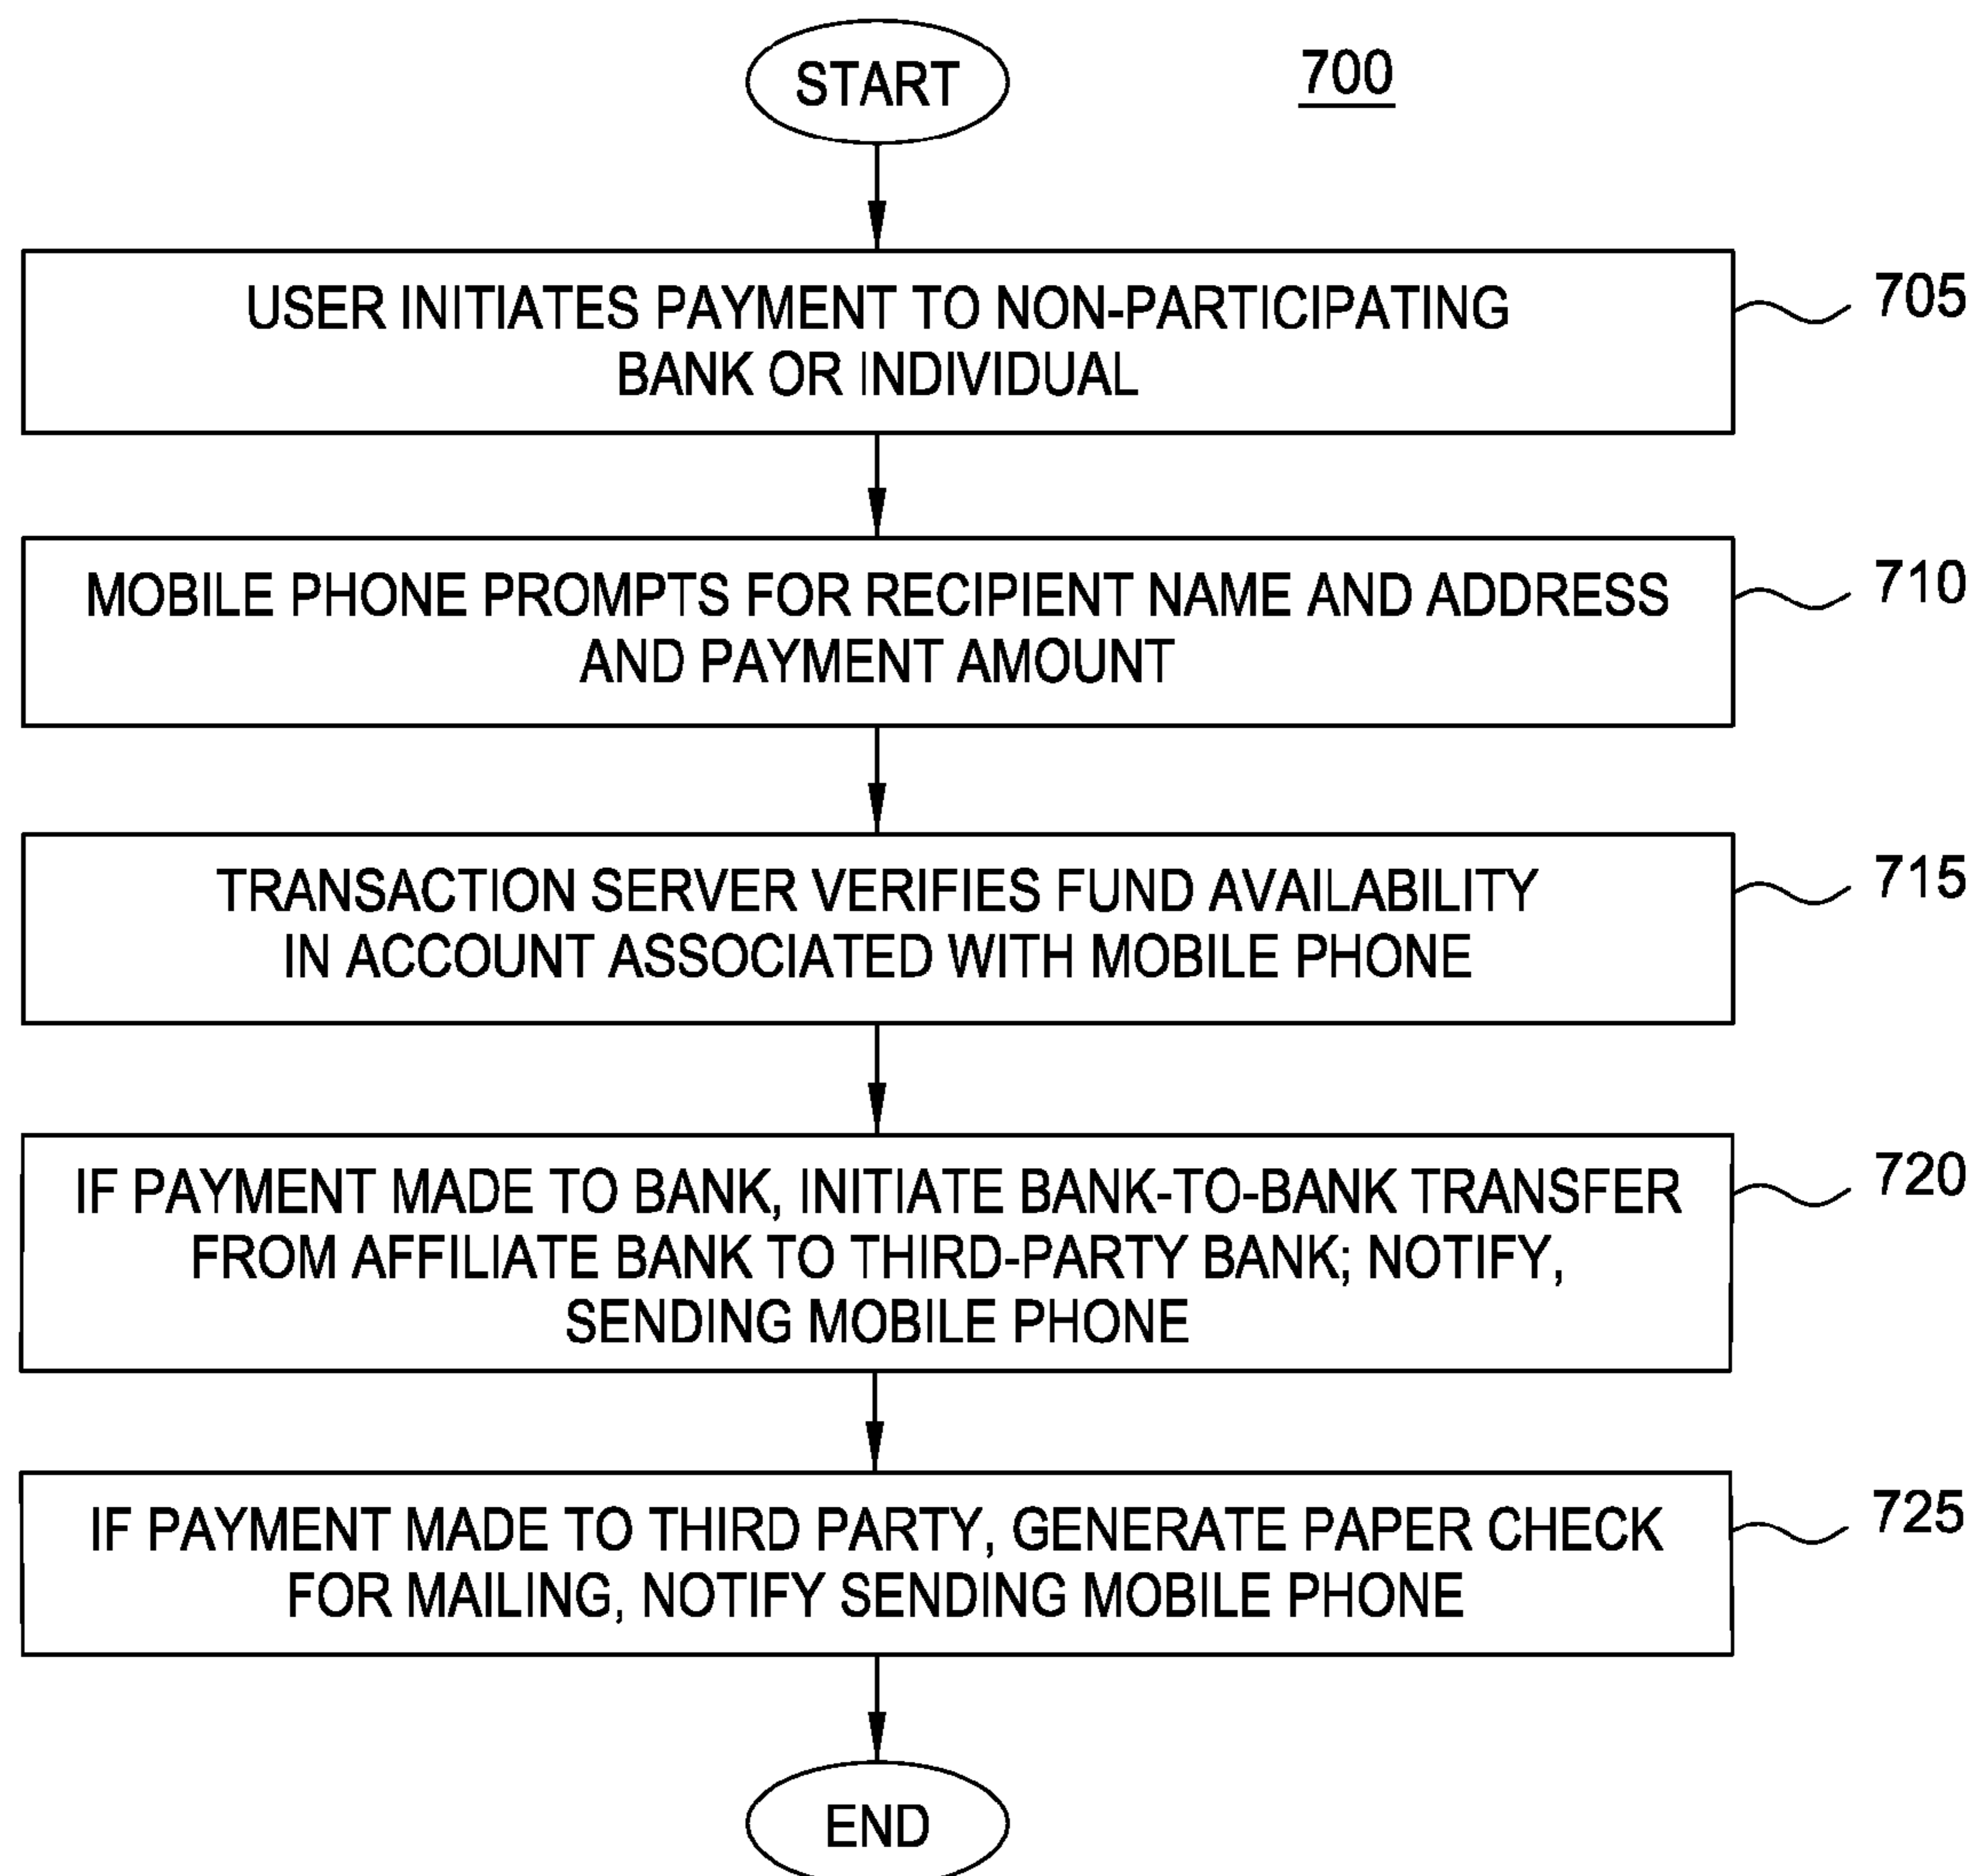 START
700
USER INITIATES PAYMENT TO NON-PARTICIPATING
BANK OR INDIVIDUAL
705
MOBILE PHONE PROMPTS FOR RECIPIENT NAME AND ADDRESS
AND PAYMENT AMOUNT
710
TRANSACTION SERVER VERIFIES FUND AVAILABILITY
IN ACCOUNT ASSOCIATED WITH MOBILE PHONE
715
IF PAYMENT MADE TO BANK, INITIATE BANK-TO-BANK TRANSFER
FROM AFFILIATE BANK TO THIRD-PARTY BANK; NOTIFY,
SENDING MOBILE PHONE
720
IF PAYMENT MADE TO THIRD PARTY, GENERATE PAPER CHECK
FOR MAILING, NOTIFY SENDING MOBILE PHONE
725
END